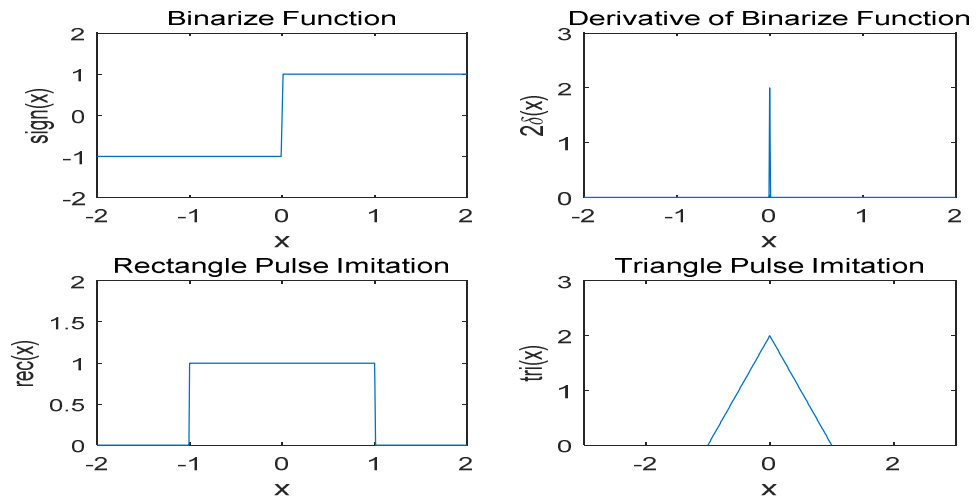 Binarize Function
2
1
0
-1
-2
sign(x)
-2 -1 0 1 2
x
Derivative of Binarize Function
3
2
1
0
2δ(x)
-2 -1 0 1 2
x
Rectangle Pulse Imitation
2
1.5
1
0.5
0
rec(x)
-2 -1 0 1 2
x
Triangle Pulse Imitation
3
2
1
0
tri(x)
-2 0 2
x